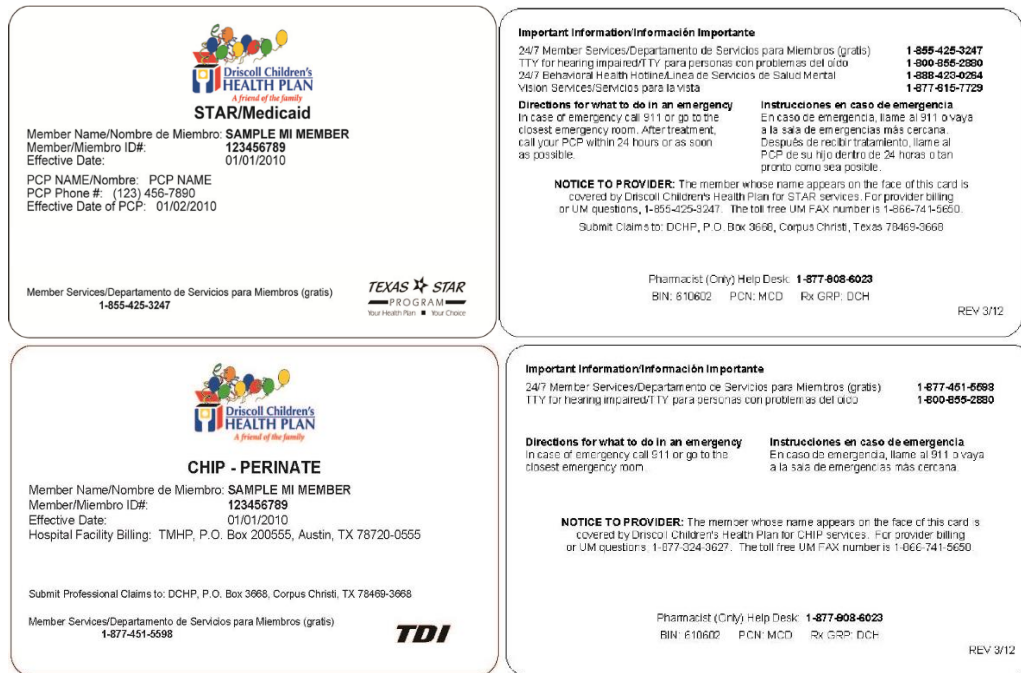 Driscoll Children's
HEALTH PLAN
A friend of the family
STAR/Medicaid
Member Name/Nombre de Miembro: SAMPLE MI MEMBER
Member/Miembro ID#: 123456789
Effective Date: 01/01/2010
PCP NAME/Nombre: PCP NAME
PCP Phone #: (123) 456-7890
Effective Date of PCP: 01/02/2010
Member Services/Departamento de Servicios para Miembros (gratis)
1-855-425-3247
TEXAS STAR
PROGRAM
Your Health Plan ■ Your Choice
Important Information/Información Importante
24/7 Member Services/Departamento de Servicios para Miembros (gratis) 1-855-425-3247
TTY for hearing impaired/TTY para personas con problemas del oído 1-800-855-2880
24/7 Behavioral Health Hotline/Linea de Servicios de Salud Mental 1-888-423-0264
Vision Services/Servicios para la vista 1-877-615-7729
Directions for what to do in an emergency
In case of emergency call 911 or go to the
closest emergency room. After treatment,
call your PCP within 24 hours or as soon
as possible.
Instrucciones en caso de emergencia
En caso de emergencia, llame al 911 o vaya
a la sala de emergencias más cercana.
Después de recibir tratamiento, llame al
PCP de su hijo dentro de 24 horas o tan
pronto como sea posible.
NOTICE TO PROVIDER: The member whose name appears on the face of this card is
covered by Driscoll Children's Health Plan for STAR services. For provider billing
or UM questions, 1-855-425-3247. The toll free UM FAX number is 1-866-741-5650.
Submit Claims to: DCHP, P.O. Box 3668, Corpus Christi, Texas 78469-3668
Pharmacist (Only) Help Desk: 1-877-908-6023
BIN: 610602 PCN: MCD Rx GRP: DCH
REV 3/12
Driscoll Children's
HEALTH PLAN
A friend of the family
CHIP - PERINATE
Member Name/Nombre de Miembro: SAMPLE MI MEMBER
Member/Miembro ID#: 123456789
Effective Date: 01/01/2010
Hospital Facility Billing: TMHP, P.O. Box 200555, Austin, TX 78720-0555
Submit Professional Claims to: DCHP, P.O. Box 3668, Corpus Christi, TX 78469-3668
Member Services/Departamento de Servicios para Miembros (gratis)
1-877-451-5598
TDI
Important Information/Información Importante
24/7 Member Services/Departamento de Servicios para Miembros (gratis) 1-877-451-5598
TTY for hearing impaired/TTY para personas con problemas del oído 1-800-855-2880
Directions for what to do in an emergency
In case of emergency call 911 or go to the
closest emergency room.
Instrucciones en caso de emergencia
En caso de emergencia, llame al 911 o vaya
a la sala de emergencias más cercana.
NOTICE TO PROVIDER: The member whose name appears on the face of this card is
covered by Driscoll Children's Health Plan for CHIP services. For provider billing
or UM questions, 1-877-324-3627. The toll free UM FAX number is 1-866-741-5650
Pharmacist (Only) Help Desk: 1-877-908-6023
BIN: 610602 PCN: MCD Rx GRP: DCH
REV 3/12